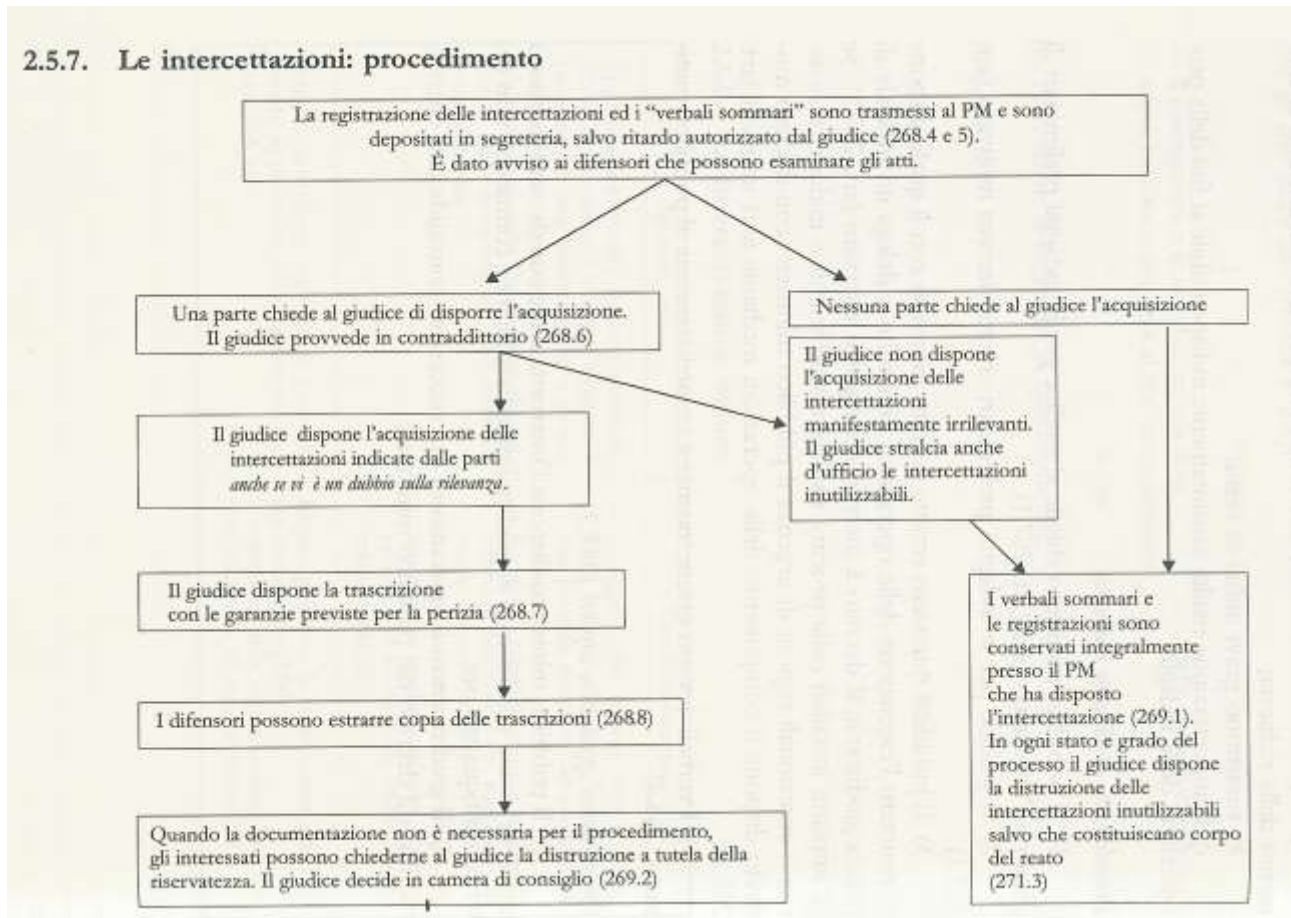 2.5.7. Le intercettazioni: procedimento
La registrazione delle intercettazioni ed i “verbali sommari” sono trasmessi al PM e sono
depositati in segreteria, salvo ritardo autorizzato dal giudice (268.4 e 5).
È dato avviso ai difensori che possono esaminare gli atti.
Una parte chiede al giudice di disporre l’acquisizione.
Il giudice provvede in contraddittorio (268.6)
Nessuna parte chiede al giudice l’acquisizione
Il giudice non dispone
l’acquisizione delle
intercettazioni
manifestamente irrilevanti.
Il giudice stralcia anche
d’ufficio le intercettazioni
inutilizzabili.
Il giudice dispone l’acquisizione delle
intercettazioni indicate dalle parti
anche se vi è un dubbio sulla rilevanza.
Il giudice dispone la trascrizione
con le garanzie previste per la perizia (268.7)
I difensori possono estrarre copia delle trascrizioni (268.8)
Quando la documentazione non è necessaria per il procedimento,
gli interessati possono chiederne al giudice la distruzione a tutela della
riservatezza. Il giudice decide in camera di consiglio (269.2)
I verbali sommari e
le registrazioni sono
conservati integralmente
presso il PM
che ha disposto
l’intercettazione (269.1).
In ogni stato e grado del
processo il giudice dispone
la distruzione delle
intercettazioni inutilizzabili
salvo che costituiscano corpo
del reato
(271.3)